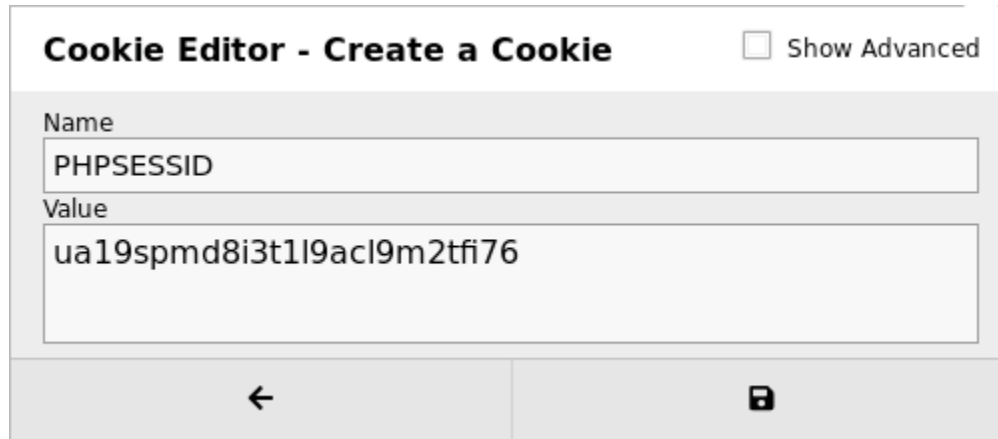 Cookie Editor - Create a Cookie
Show Advanced
Name
PHPSESSID
Value
ua19spmd8i3t1l9acl9m2tfi76